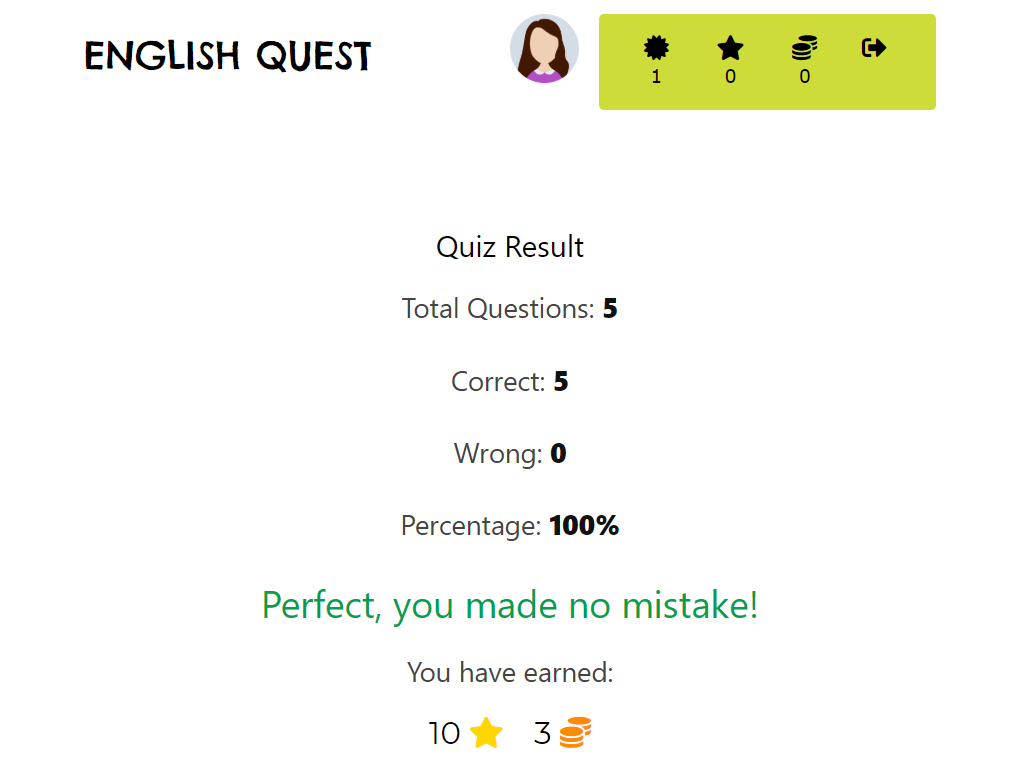 ENGLISH QUEST
1 0 0
Quiz Result
Total Questions: 5
Correct: 5
Wrong: 0
Percentage: 100%
Perfect, you made no mistake!
You have earned:
10 3